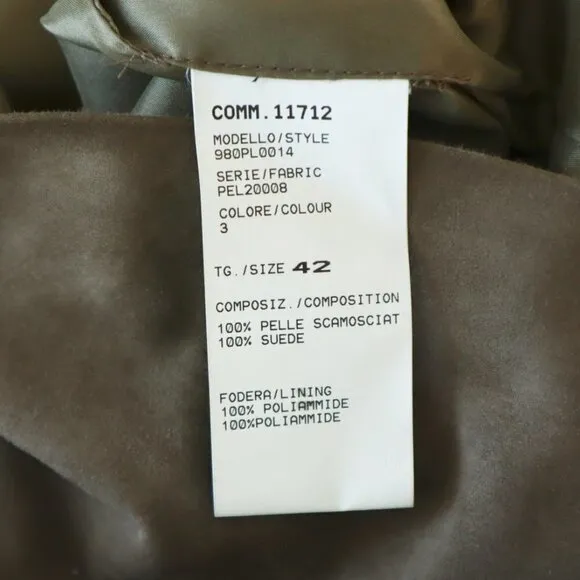 COMM.11712
MODELLO/STYLE
980PL0014
SERIE/FABRIC
PEL20008
COLORE/COLOUR
3
TG./SIZE 42
COMPOSIZ./COMPOSITION
100% PELLE SCAMOSCIAT
100% SUEDE
FODERA/LINING
100% POLIAMMIDE
100%POLIAMMIDE